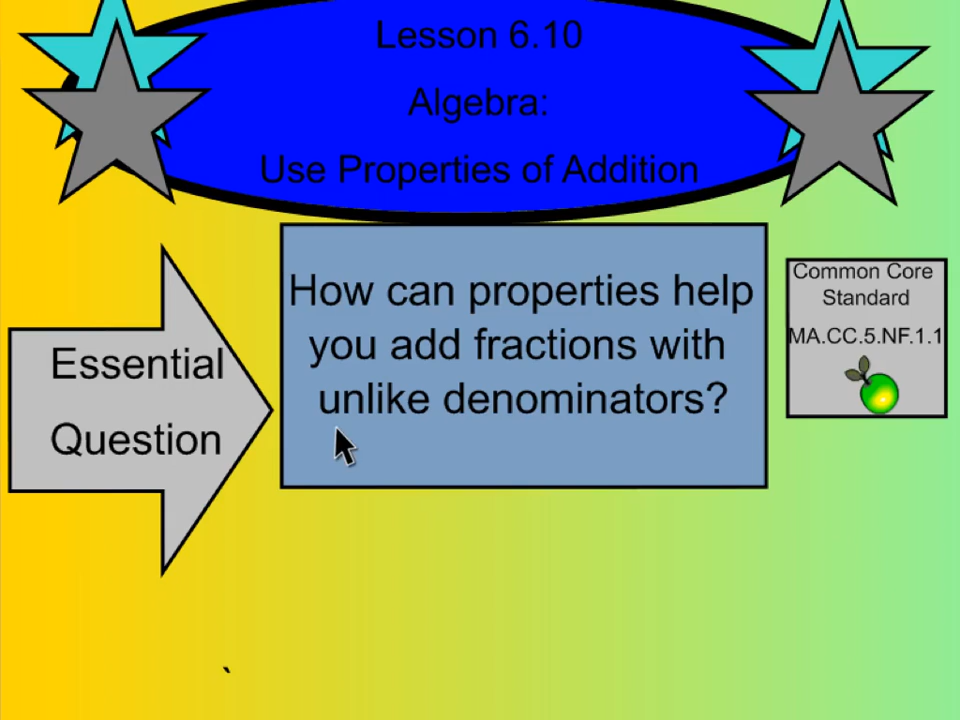 Lesson 6.10
Algebra:
Use Properties of Addition
Essential
Question
How can properties help
you add fractions with
unlike denominators?
Common Core
Standard
MA.CC.5.NF.1.1
`